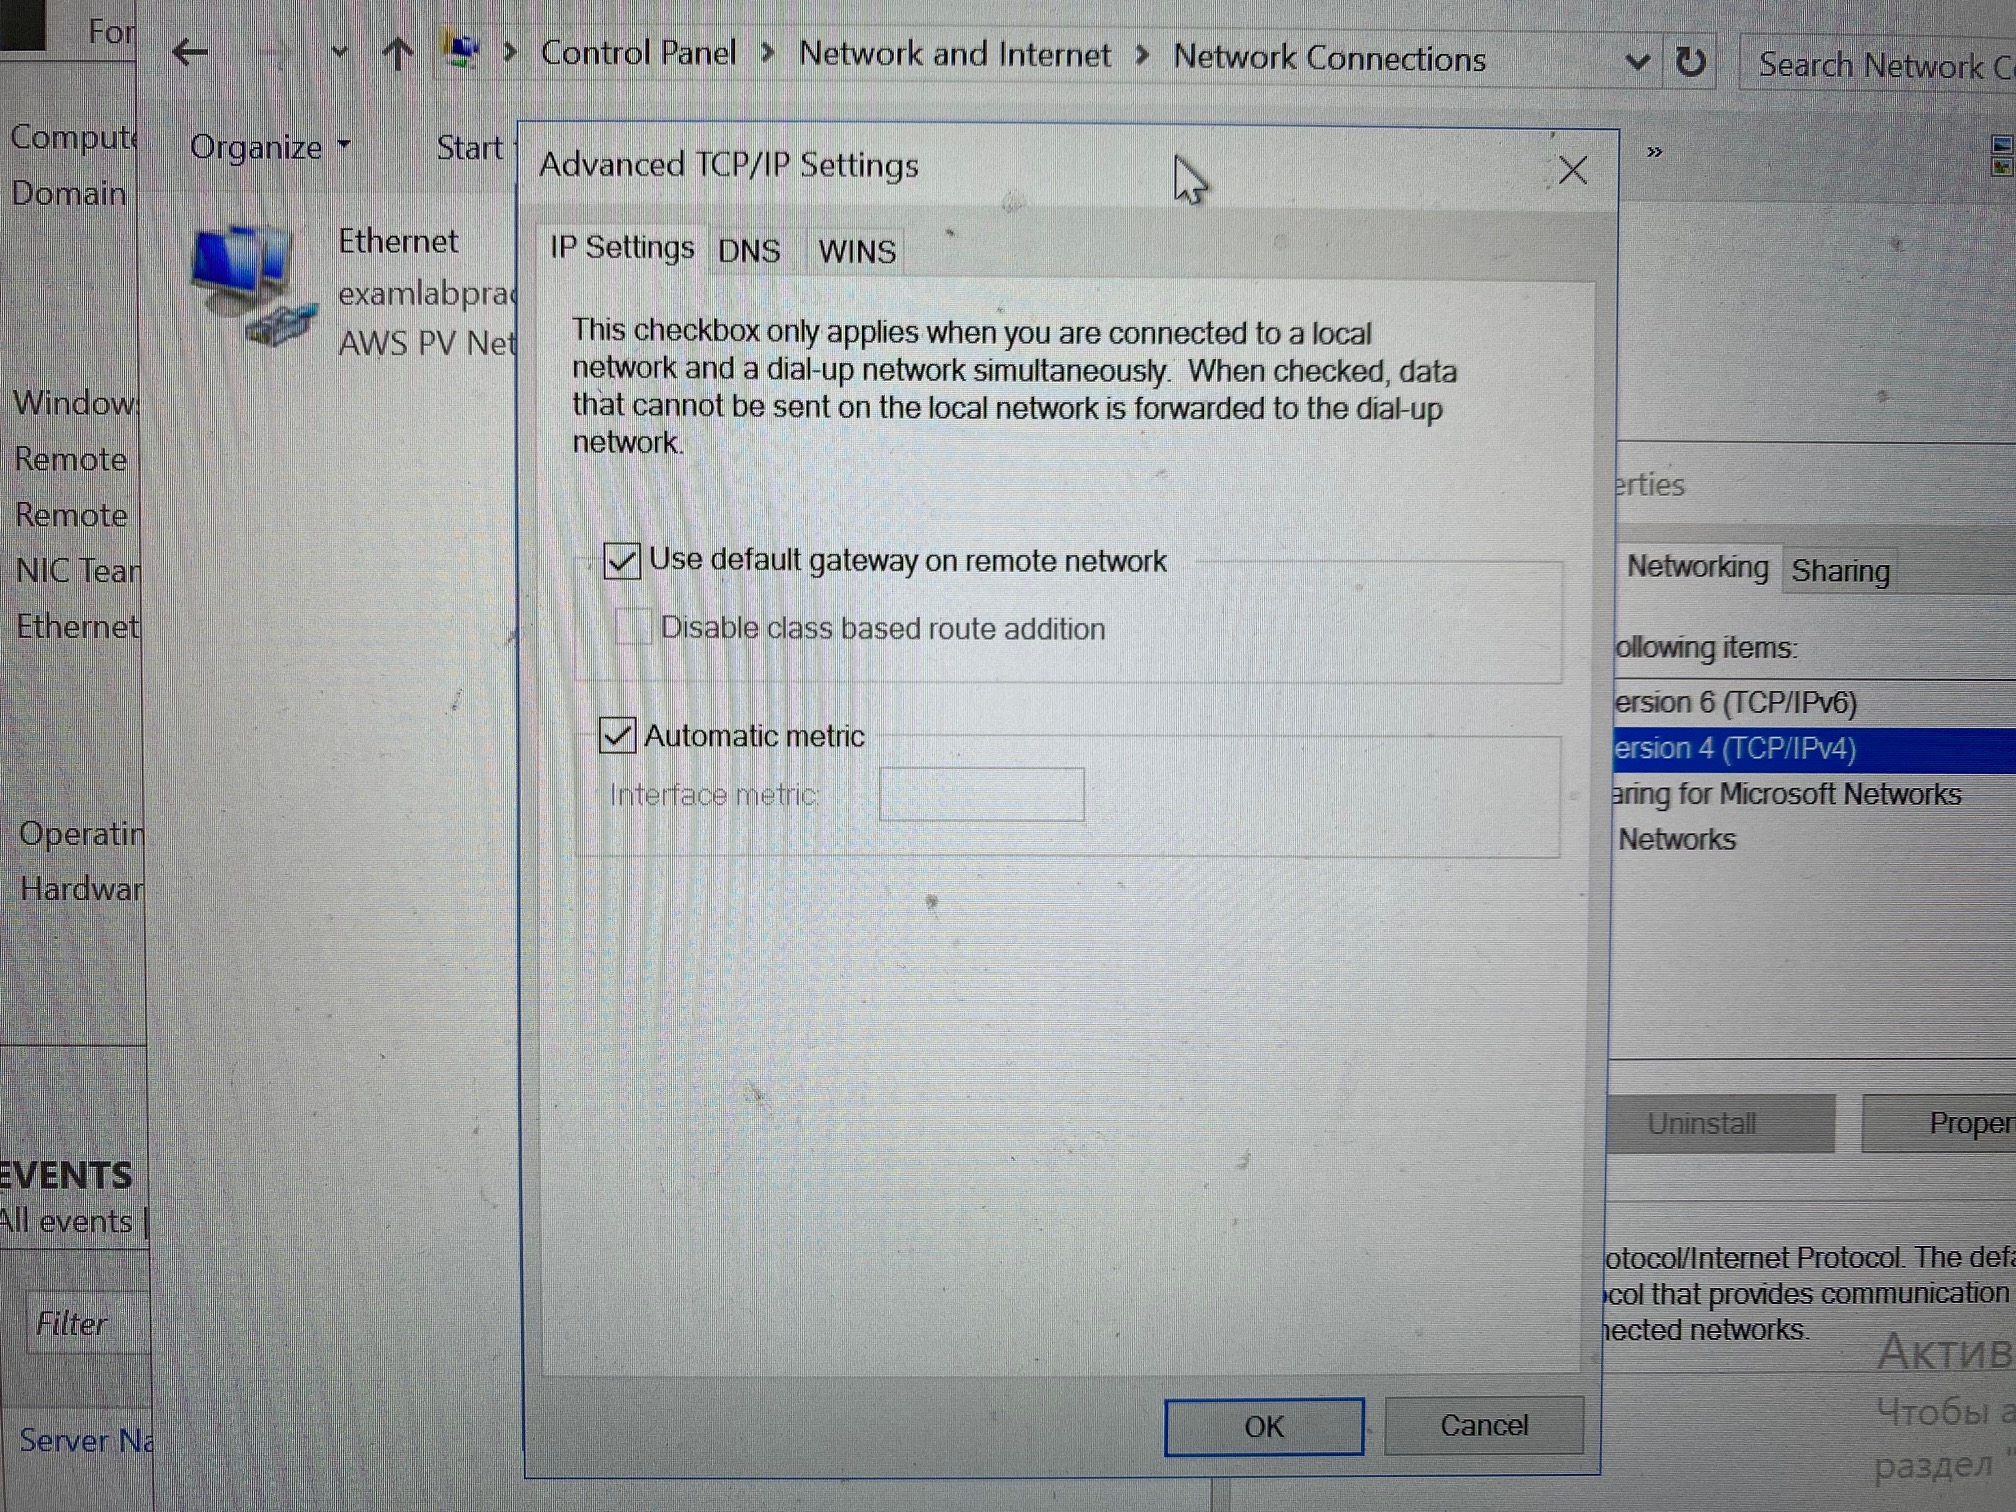 For
Control Panel > Network and Internet > Network Connections
Search Network C
Organize
Start
»
Domain
Ethernet
AWS PV Net
Remote
Remote
NIC
Ethernet
Advanced TCP/IP Settings
IP Settings DNS WINS
This checkbox only applies when you are connected to a local
network and a dial-up network simultaneously. When checked, data
that cannot be sent on the local network is forwarded to the dial-up
network.
Use default gateway on remote network
Disable class based route addition
Automatic metric
Interface metric:
OK Cancel
erties
Networking Sharing
ollowing items:
ersion 6 (TCP/IPv6)
ersion 4 (TCP/IPv4)
aring for Microsoft Networks
Networks
Uninstall
Proper
otocol/Internet Protocol. The defa
col that provides communication
nected networks.
Актив
Чтобы а
раздел "
EVENTS
All events |
Filter
Server Na